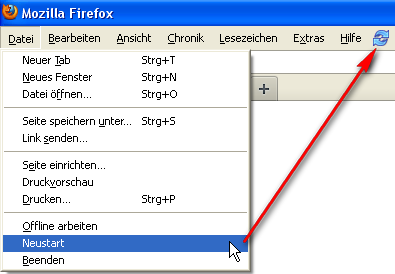 Mozilla Firefox
Datei Bearbeiten Ansicht Chronik Lesezeichen Extras Hilfe
Neuer Tab Strg+T
Neues Fenster Strg+N
Datei öffnen... Strg+O
Seite speichern unter... Strg+S
Link senden...
Seite einrichten...
Druckvorschau
Drucken... Strg+P
Offline arbeiten
Neustart
Beenden